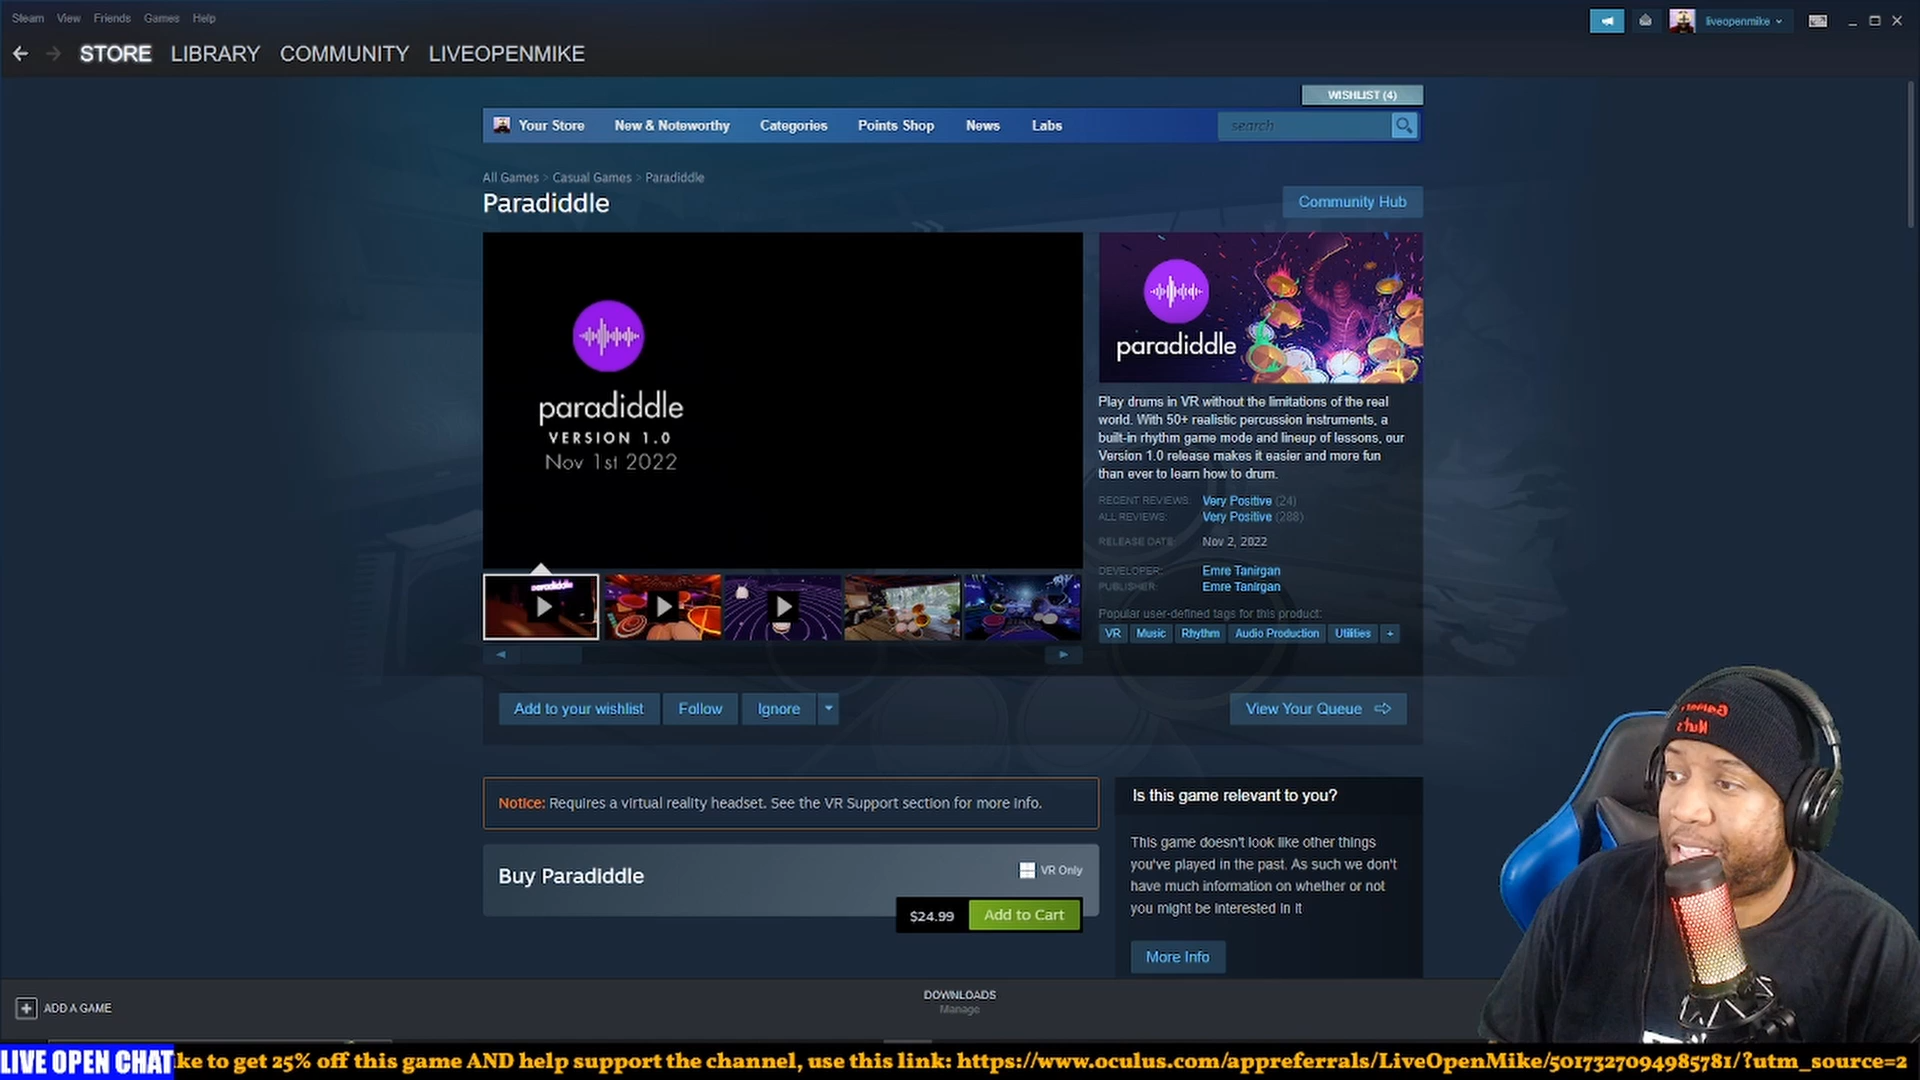 Steam View Friends Games Help
liveopenmike
STORE LIBRARY COMMUNITY LIVEOPENMIKE
WISHLIST (4)
Your Store New & Noteworthy Categories Points Shop News Labs
search
All Games > Casual Games > Paradiddle
Paradiddle
Community Hub
paradiddle
VERSION 1.0
Nov 1st 2022
paradiddle
paradiddle
Play drums in VR without the limitations of the real
world. With 50+ realistic percussion instruments, a
built-in rhythm game mode and lineup of lessons, our
Version 1.0 release makes it easier and more fun
than ever to learn how to drum.
RECENT REVIEWS: Very Positive (24)
ALL REVIEWS: Very Positive (288)
RELEASE DATE: Nov 2, 2022
DEVELOPER: Emre Tanirgan
PUBLISHER: Emre Tanirgan
Popular user-defined tags for this product:
VR Music Rhythm Audio Production Utilities +
Add to your wishlist Follow Ignore
View Your Queue
Notice: Requires a virtual reality headset. See the VR Support section for more info.
Buy Paradiddle
VR Only
$24.99 Add to Cart
Is this game relevant to you?
This game doesn't look like other things
you've played in the past. As such we don't
have much information on whether or not
you might be interested in it
More Info
Gamer
Nut's
ADD A GAME
DOWNLOADS
Manage
LIVE OPEN CHAT ke to get 25% off this game AND help support the channel, use this link: https://www.oculus.com/appreferrals/LiveOpenMike/5017327094985781/?utm_source=2